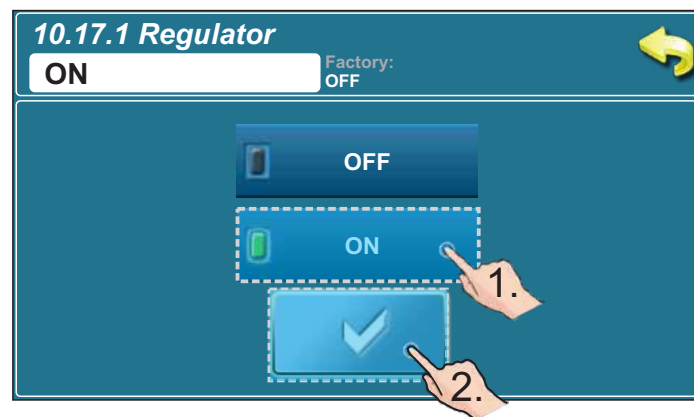 10.17.1 Regulator
ON
Factory:
OFF
OFF
ON
1.
2.